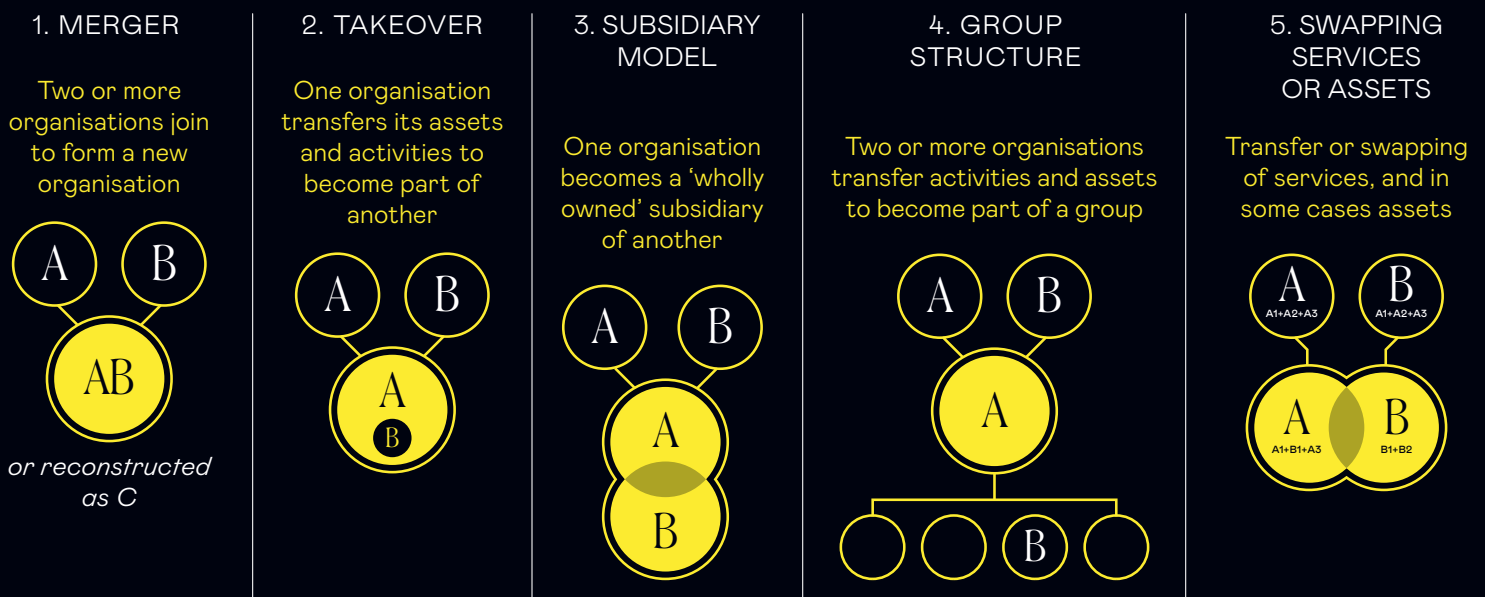 1. MERGER
Two or more
organisations join
to form a new
organisation
A
B
AB
or reconstructed
as C
2. TAKEOVER
One organisation
transfers its assets
and activities to
become part of
another
A
B
A
B
3. SUBSIDIARY
MODEL
One organisation
becomes a ‘wholly
owned’ subsidiary
of another
A
B
A
B
4. GROUP
STRUCTURE
Two or more organisations
transfer activities and assets
to become part of a group
A
B
A
B
5. SWAPPING
SERVICES
OR ASSETS
Transfer or swapping
of services, and in
some cases assets
A
A1+A2+A3
B
A1+A2+A3
A
A1+B1+A3
B
B1+B2